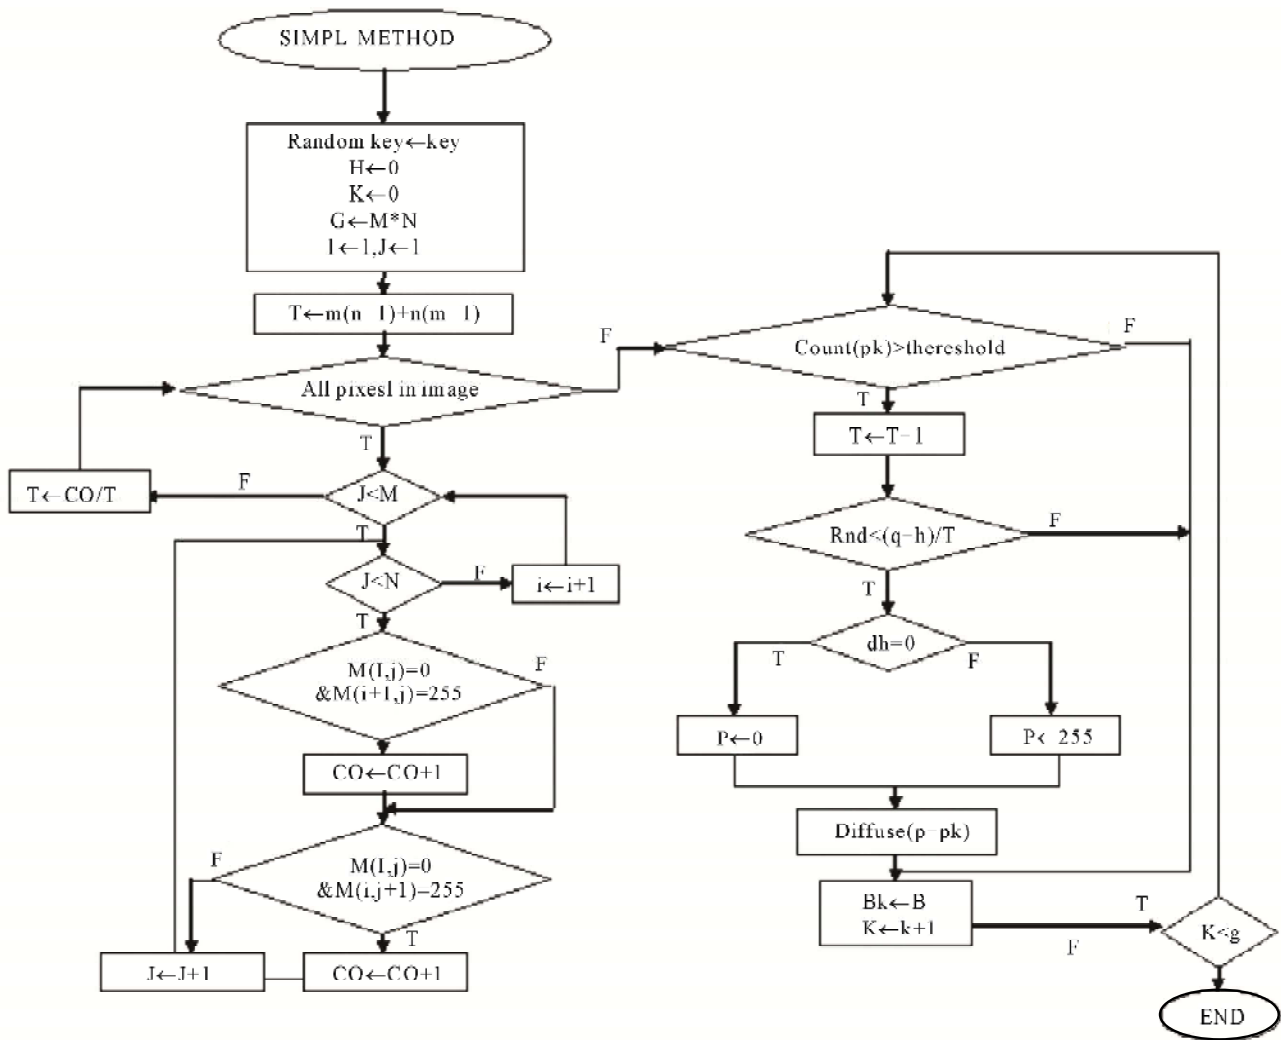 SIMPL METHOD
Random key←key
H←0
K←0
G←M*N
1←1,J←1
T←m(n−1)+n(m−1)
All pixesl in image
F
T
T←CO/T
F
J<M
T
J<N
F
i←i+1
T
M(I,j)=0
&M(i+1,j)=255
F
CO←CO+1
M(I,j)=0
&M(i,j+1)−255
F
T
J←J+1
CO←CO+1
Count(pk)>thereshold
F
T
T←T−1
Rnd<(q−h)/T
F
T
dh=0
T
F
P←0
P← 255
Diffuse(p−pk)
Bk←B
K←k+1
T
F
K<g
END